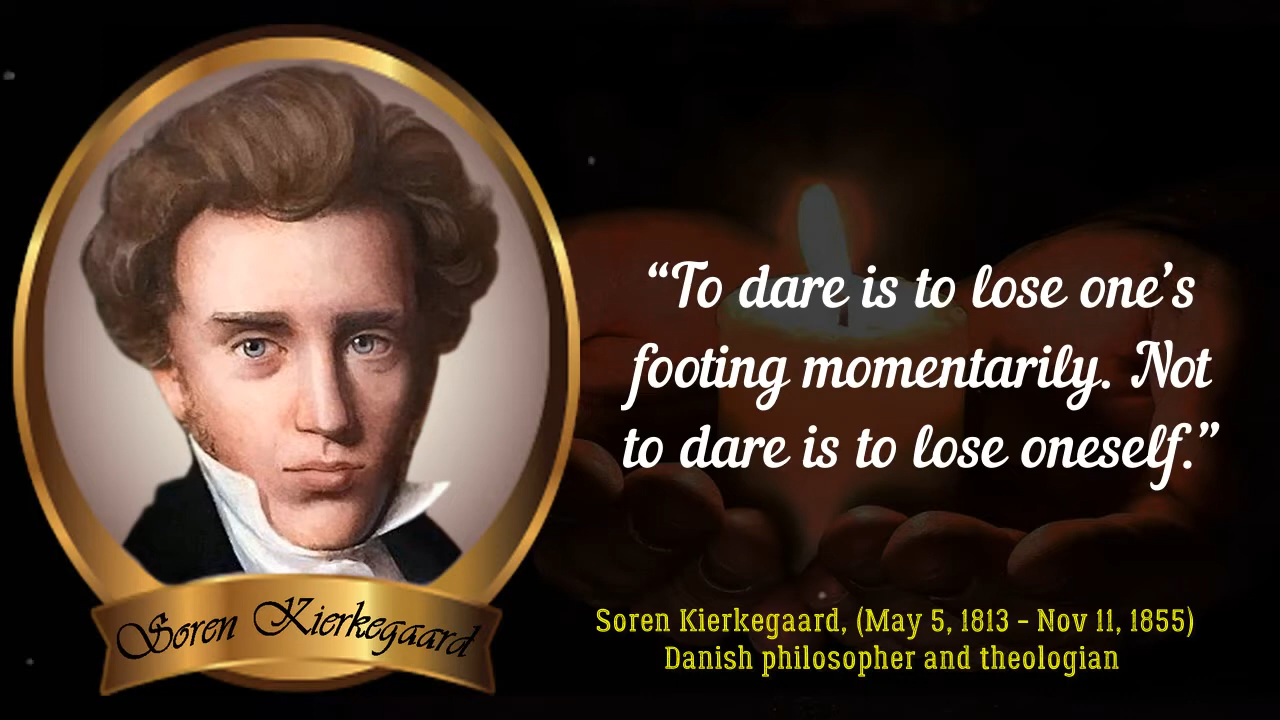 “To dare is to lose one’s
footing momentarily. Not
to dare is to lose oneself.”
Soren Kierkegaard
Soren Kierkegaard, (May 5, 1813 - Nov 11, 1855)
Danish philosopher and theologian